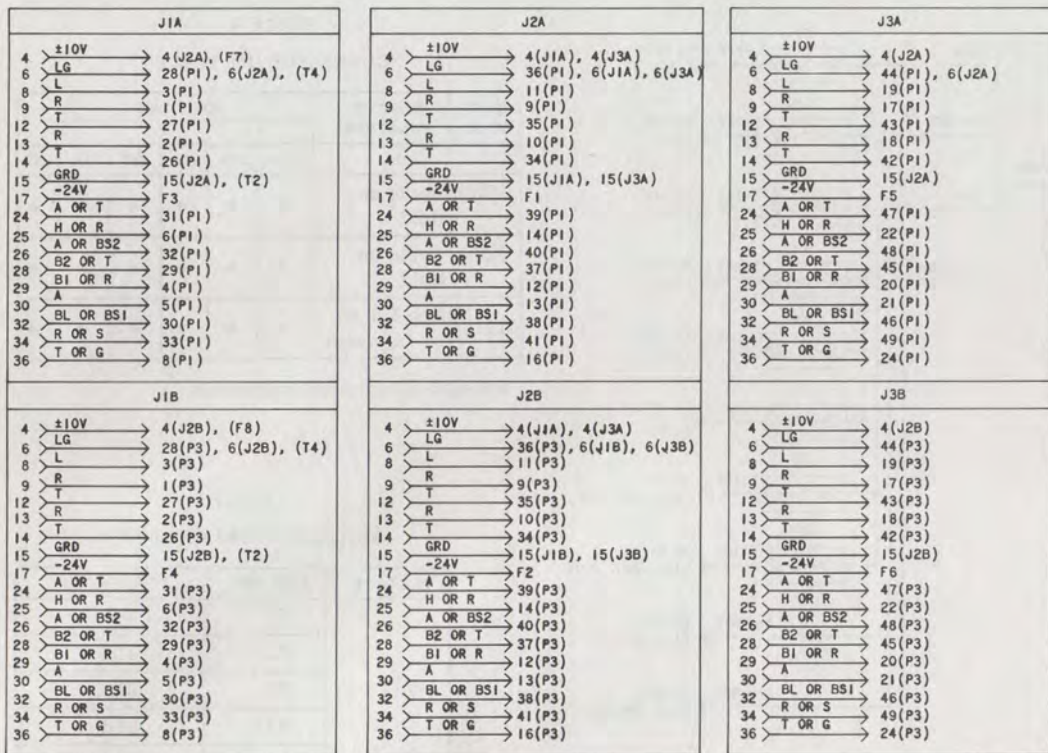 J1A
4 ±10V 4(J2A), (F7)
6 LG 28(P1), 6(J2A), (T4)
8 L 3(P1)
9 R 1(P1)
12 T 27(P1)
13 R 2(P1)
14 T 26(P1)
15 GRD 15(J2A), (T2)
17 -24V F3
24 A OR T 31(P1)
25 H OR R 6(P1)
26 A OR BS2 32(P1)
28 B2 OR T 29(P1)
29 B1 OR R 4(P1)
30 A 5(P1)
32 BL OR BS1 30(P1)
34 R OR S 33(P1)
36 T OR G 8(P1)
J2A
4 ±10V 4(J1A), 4(J3A)
6 LG 36(P1), 6(J1A), 6(J3A)
8 L 11(P1)
9 R 9(P1)
12 T 35(P1)
13 R 10(P1)
14 T 34(P1)
15 GRD 15(J1A), 15(J3A)
17 -24V F1
24 A OR T 39(P1)
25 H OR R 14(P1)
26 A OR BS2 40(P1)
28 B2 OR T 37(P1)
29 B1 OR R 12(P1)
30 A 13(P1)
32 BL OR BS1 38(P1)
34 R OR S 41(P1)
36 T OR G 16(P1)
J3A
4 ±10V 4(J2A)
6 LG 44(P1), 6(J2A)
8 L 19(P1)
9 R 17(P1)
12 T 43(P1)
13 R 18(P1)
14 T 42(P1)
15 GRD 15(J2A)
17 -24V F5
24 A OR T 47(P1)
25 H OR R 22(P1)
26 A OR BS2 48(P1)
28 B2 OR T 45(P1)
29 B1 OR R 20(P1)
30 A 21(P1)
32 BL OR BS1 46(P1)
34 R OR S 49(P1)
36 T OR G 24(P1)
J1B
4 ±10V 4(J2B), (F8)
6 LG 28(P3), 6(J2B), (T4)
8 L 3(P3)
9 R 1(P3)
12 T 27(P3)
13 R 2(P3)
14 T 26(P3)
15 GRD 15(J2B), (T2)
17 -24V F4
24 A OR T 31(P3)
25 H OR R 6(P3)
26 A OR BS2 32(P3)
28 B2 OR T 29(P3)
29 B1 OR R 4(P3)
30 A 5(P3)
32 BL OR BS1 30(P3)
34 R OR S 33(P3)
36 T OR G 8(P3)
J2B
4 ±10V 4(J1A), 4(J3A)
6 LG 36(P3), 6(J1B), 6(J3B)
8 L 11(P3)
9 R 9(P3)
12 T 35(P3)
13 R 10(P3)
14 T 34(P3)
15 GRD 15(J1B), 15(J3B)
17 -24V F2
24 A OR T 39(P3)
25 H OR R 14(P3)
26 A OR BS2 40(P3)
28 B2 OR T 37(P3)
29 B1 OR R 12(P3)
30 A 13(P3)
32 BL OR BS1 38(P3)
34 R OR S 41(P3)
36 T OR G 16(P3)
J3B
4 ±10V 4(J2B)
6 LG 44(P3)
8 L 19(P3)
9 R 17(P3)
12 T 43(P3)
13 R 18(P3)
14 T 42(P3)
15 GRD 15(J2B)
17 -24V F6
24 A OR T 47(P3)
25 H OR R 22(P3)
26 A OR BS2 48(P3)
28 B2 OR T 45(P3)
29 B1 OR R 20(P3)
30 A 21(P3)
32 BL OR BS1 46(P3)
34 R OR S 49(P3)
36 T OR G 24(P3)